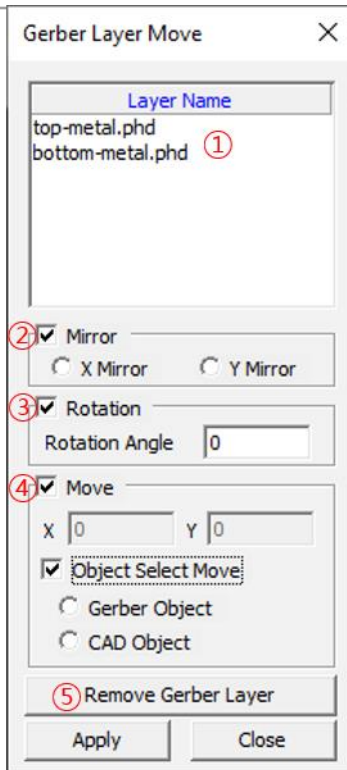 Gerber Layer Move
Layer Name
top-metal.phd
bottom-metal.phd ①
② Mirror
X Mirror Y Mirror
③ Rotation
Rotation Angle 0
④ Move
X 0 Y 0
Object Select Move
Gerber Object
CAD Object
⑤ Remove Gerber Layer
Apply Close